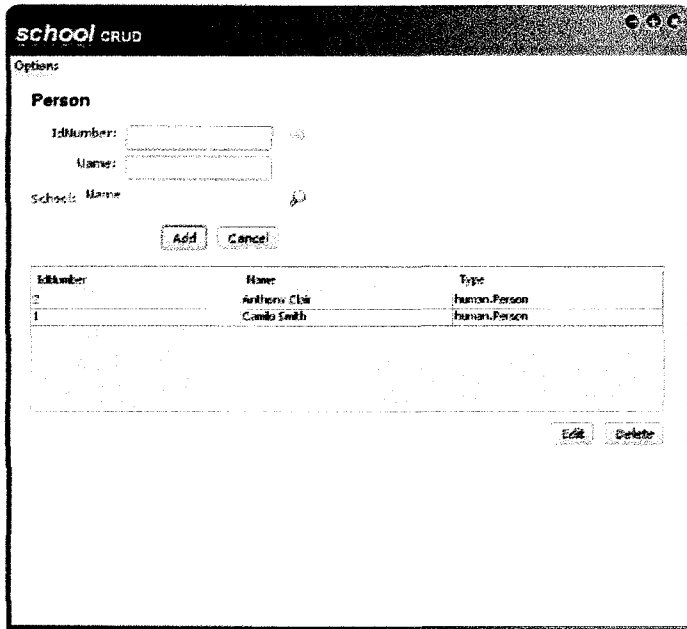 school CRUD
Options
Person
IdNumber:
Name:
School: Name
Add Cancel
IdNumber Name Type
2 Anthony Clair human.Person
1 Camilo Smith human.Person
Edit Delete